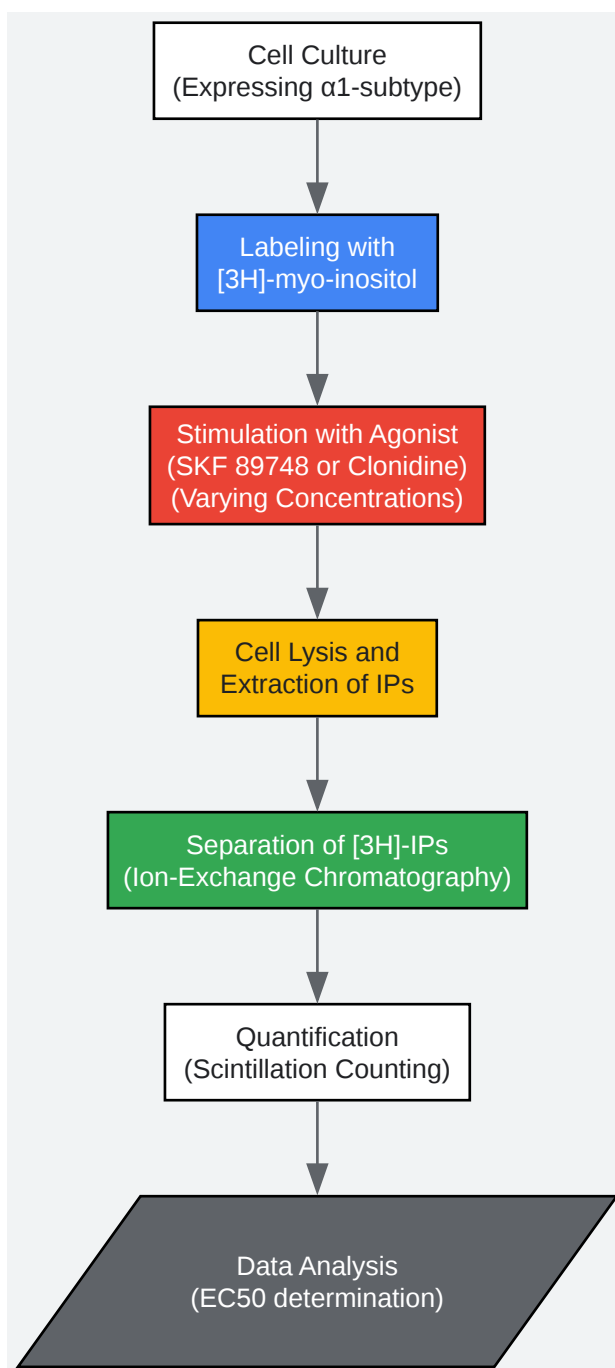 Cell Culture
(Expressing α1-subtype)
Labeling with
[3H]-myo-inositol
Stimulation with Agonist
(SKF 89748 or Clonidine)
(Varying Concentrations)
Cell Lysis and
Extraction of IPs
Separation of [3H]-IPs
(Ion-Exchange Chromatography)
Quantification
(Scintillation Counting)
Data Analysis
(EC50 determination)